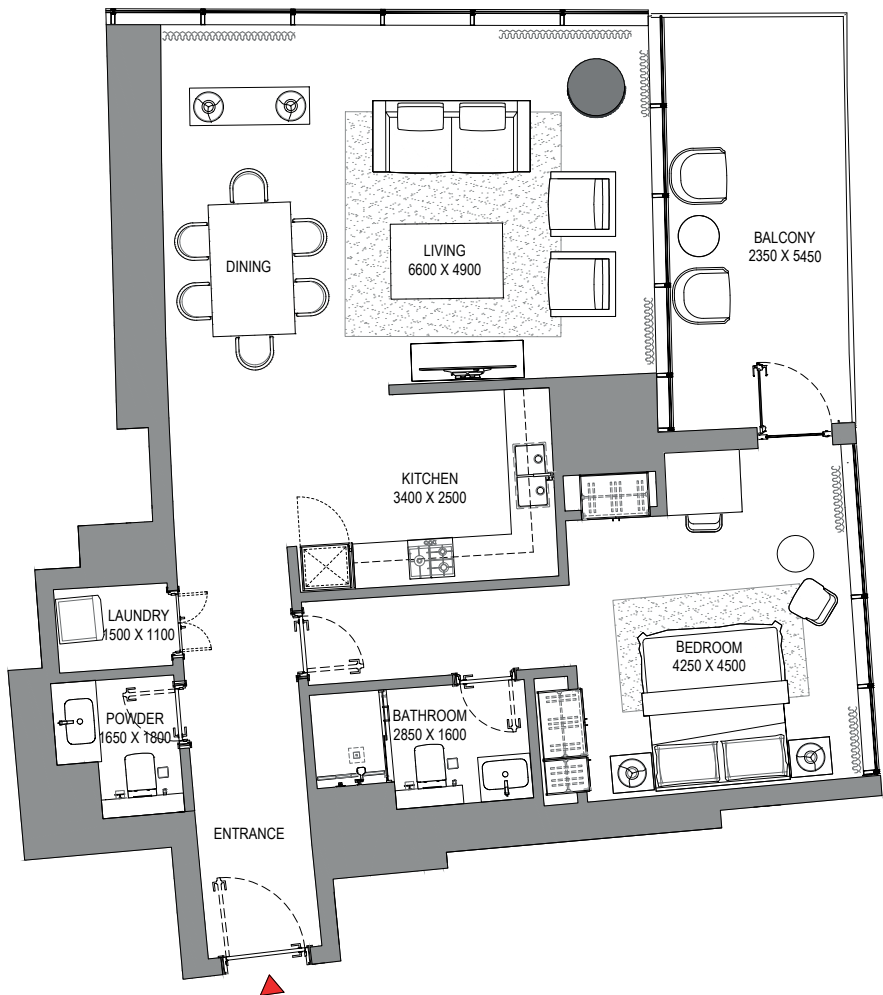 BALCONY
2350 X 5450
LIVING
6600 X 4900
DINING
KITCHEN
3400 X 2500
LAUNDRY
1500 X 1100
BEDROOM
4250 X 4500
POWDER
1650 X 1800
BATHROOM
2850 X 1600
ENTRANCE